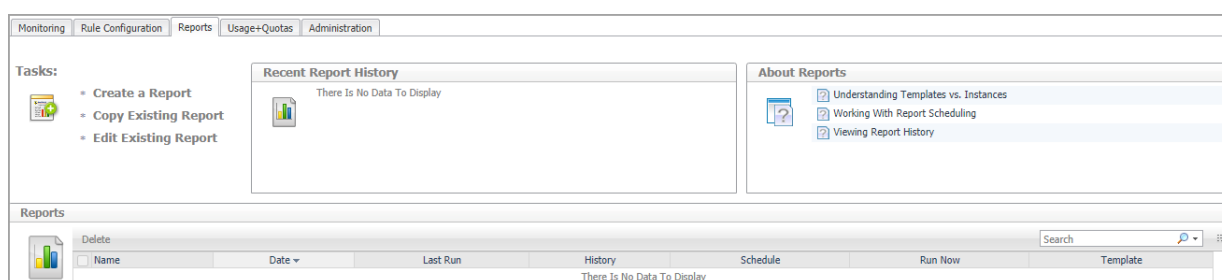 Monitoring Rule Configuration Reports Usage+Quotas Administration
Tasks:
Create a Report
Copy Existing Report
Edit Existing Report
Recent Report History
There Is No Data To Display
About Reports
Understanding Templates vs. Instances
Working With Report Scheduling
Viewing Report History
Reports
Delete Search
Name Date Last Run History Schedule Run Now Template
There Is No Data To Display